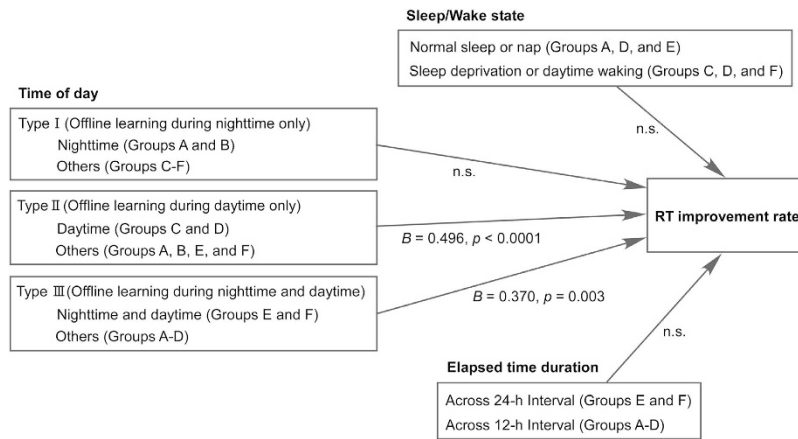 Sleep/Wake state
Normal sleep or nap (Groups A, D, and E)
Sleep deprivation or daytime waking (Groups C, D, and F)
Time of day
Type Ⅰ (Offline learning during nighttime only)
Nighttime (Groups A and B)
Others (Groups C-F)
n.s.
n.s.
Type Ⅱ (Offline learning during daytime only)
Daytime (Groups C and D)
Others (Groups A, B, E, and F)
RT improvement rate
B = 0.496, p < 0.0001
Type Ⅲ (Offline learning during nighttime and daytime)
Nighttime and daytime (Groups E and F)
Others (Groups A-D)
B = 0.370, p = 0.003
n.s.
Elapsed time duration
Across 24-h Interval (Groups E and F)
Across 12-h Interval (Groups A-D)